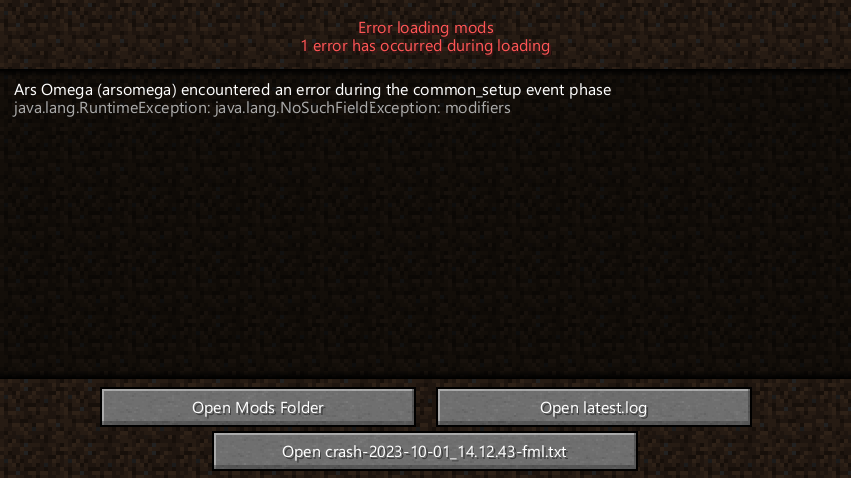 Error loading mods
1 error has occurred during loading
Ars Omega (arsomega) encountered an error during the common_setup event phase
java.lang.RuntimeException: java.lang.NoSuchFieldException: modifiers
Open Mods Folder
Open latest.log
Open crash-2023-10-01_14.12.43-fml.txt